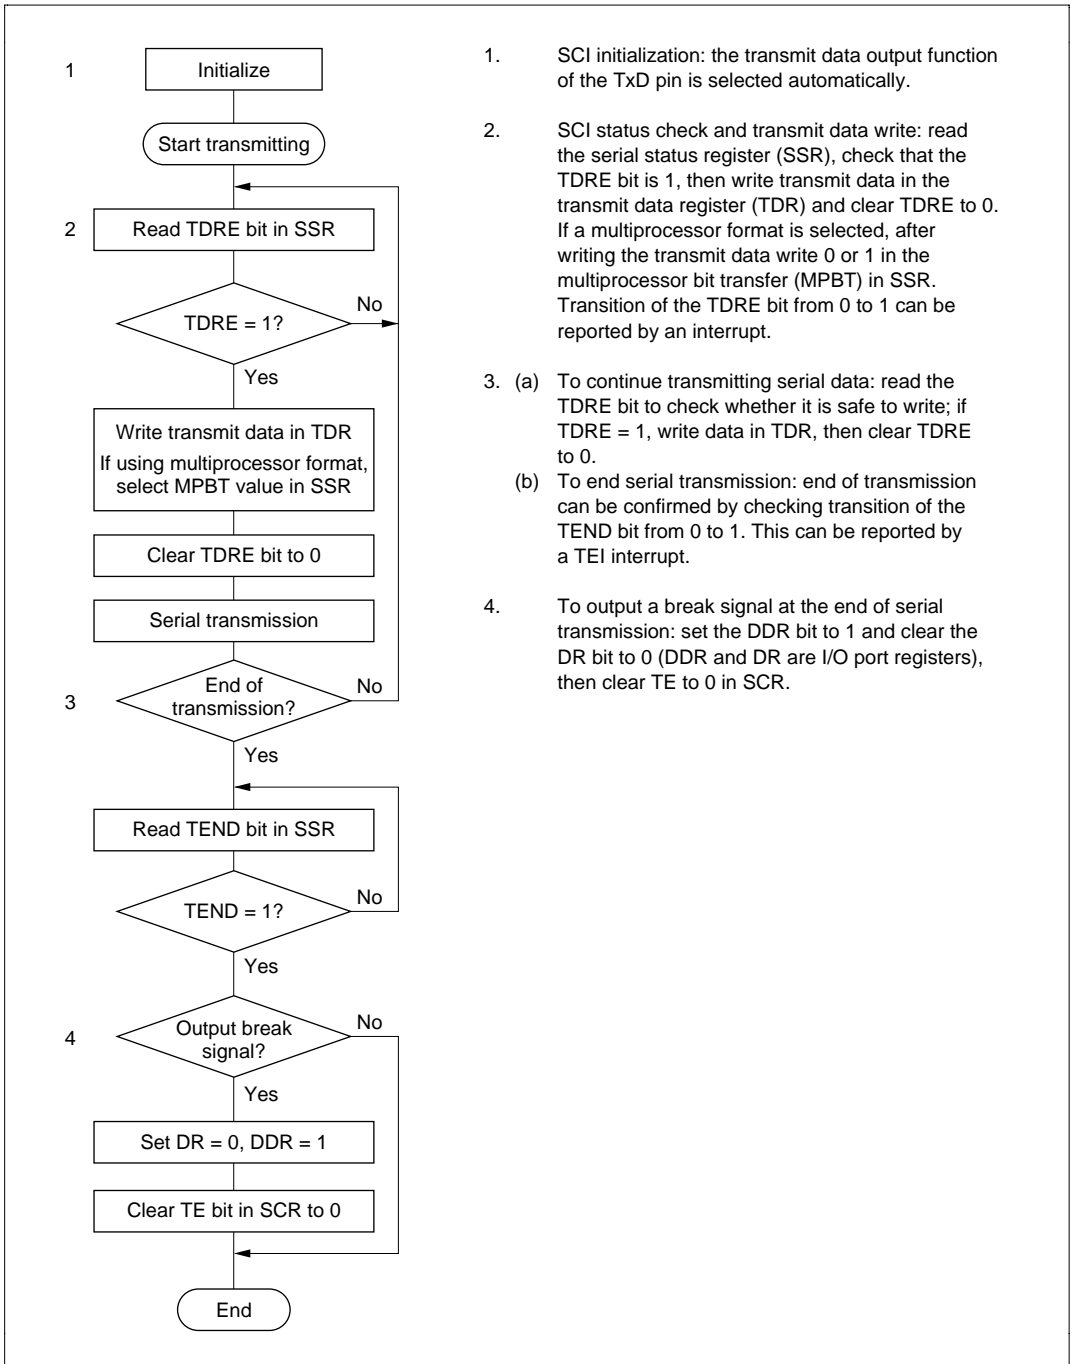 1
Initialize
Start transmitting
2
Read TDRE bit in SSR
TDRE = 1?
No
Yes
Write transmit data in TDR
If using multiprocessor format,
select MPBT value in SSR
Clear TDRE bit to 0
Serial transmission
3
End of
transmission?
No
Yes
Read TEND bit in SSR
TEND = 1?
No
Yes
4
Output break
signal?
No
Yes
Set DR = 0, DDR = 1
Clear TE bit in SCR to 0
End
1. SCI initialization: the transmit data output function
of the TxD pin is selected automatically.
2. SCI status check and transmit data write: read
the serial status register (SSR), check that the
TDRE bit is 1, then write transmit data in the
transmit data register (TDR) and clear TDRE to 0.
If a multiprocessor format is selected, after
writing the transmit data write 0 or 1 in the
multiprocessor bit transfer (MPBT) in SSR.
Transition of the TDRE bit from 0 to 1 can be
reported by an interrupt.
3. (a) To continue transmitting serial data: read the
TDRE bit to check whether it is safe to write; if
TDRE = 1, write data in TDR, then clear TDRE
to 0.
(b) To end serial transmission: end of transmission
can be confirmed by checking transition of the
TEND bit from 0 to 1. This can be reported by
a TEI interrupt.
4. To output a break signal at the end of serial
transmission: set the DDR bit to 1 and clear the
DR bit to 0 (DDR and DR are I/O port registers),
then clear TE to 0 in SCR.